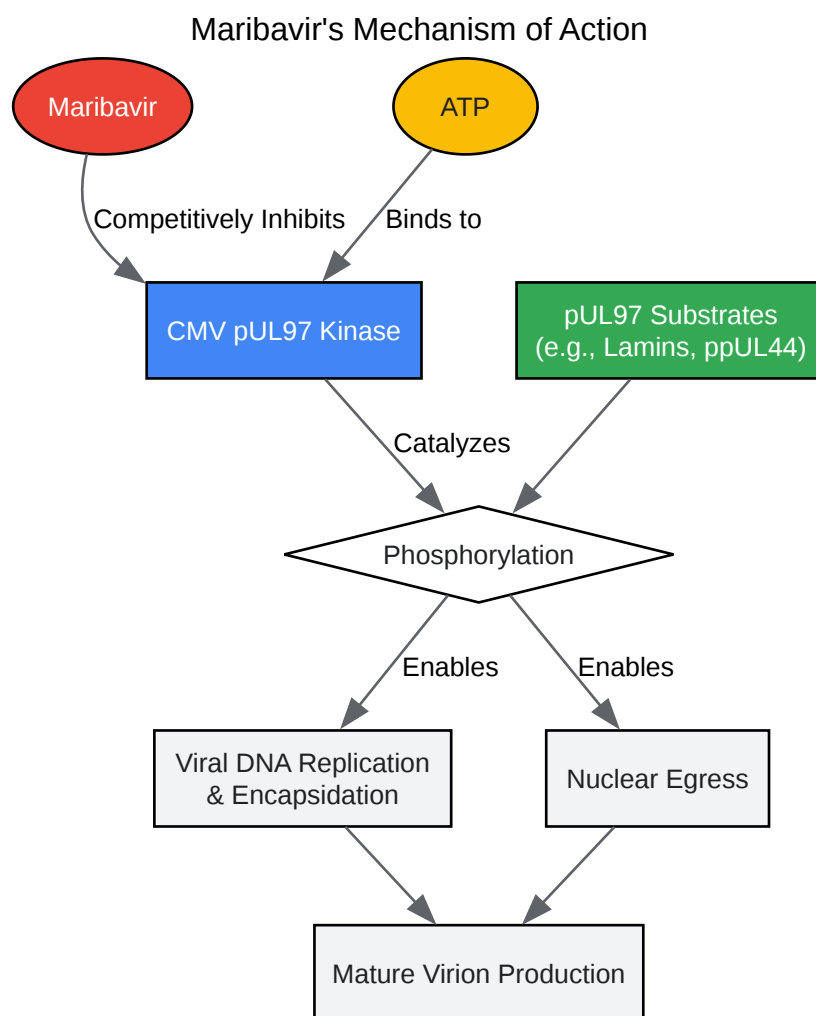 Maribavir's Mechanism of Action
Maribavir
ATP
Competitively Inhibits
Binds to
CMV pUL97 Kinase
pUL97 Substrates
(e.g., Lamins, ppUL44)
Catalyzes
Phosphorylation
Enables
Enables
Viral DNA Replication
& Encapsidation
Nuclear Egress
Mature Virion Production